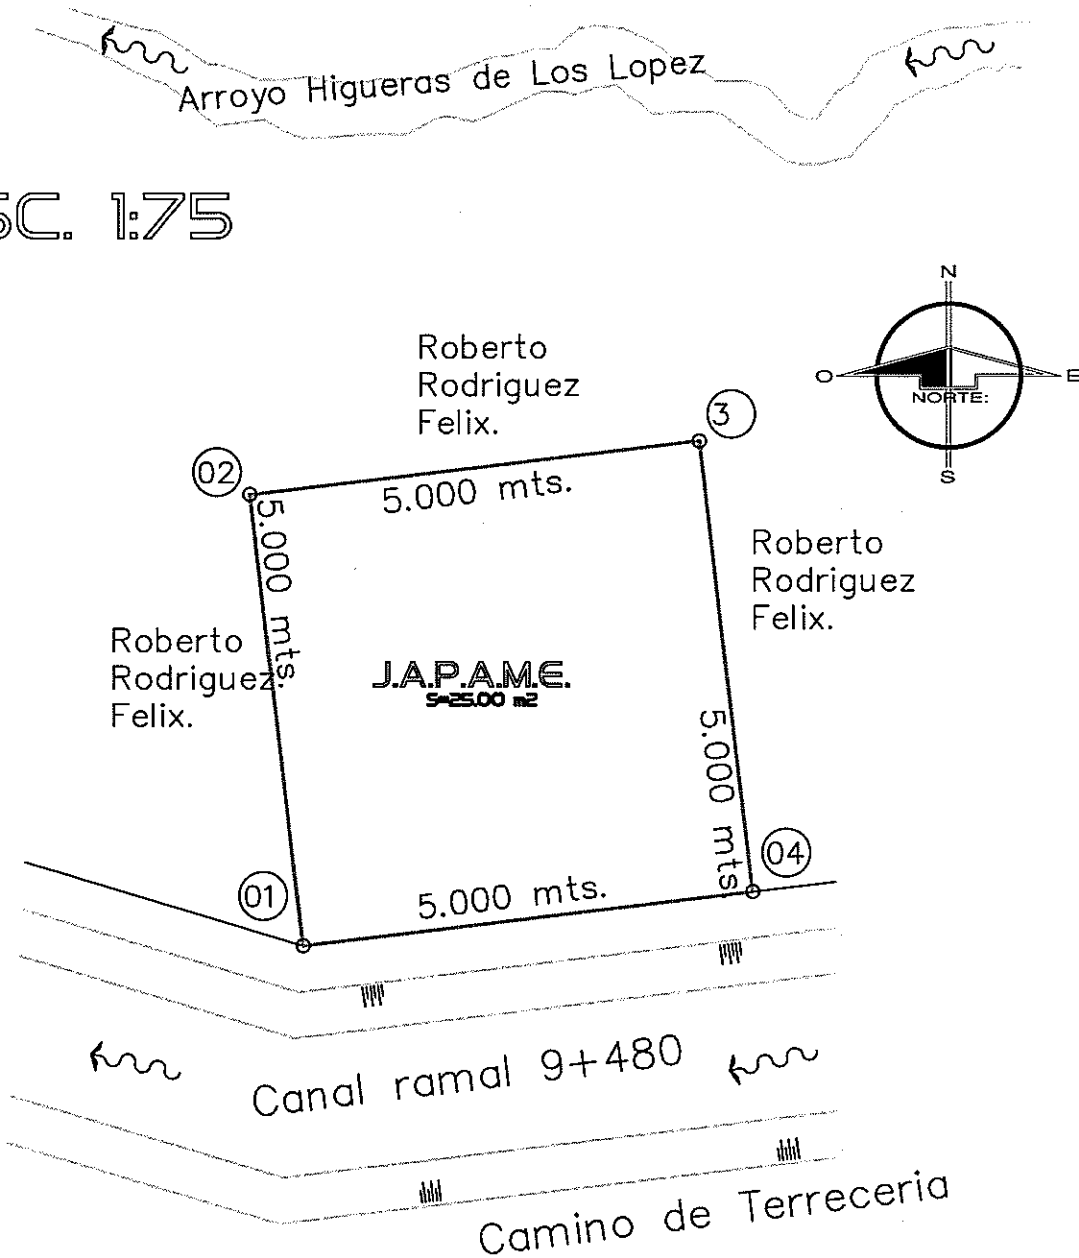 Arroyo Higueras de Los Lopez
SC. 1:75
N
O
E
NORTE:
S
Roberto
Rodriguez
Felix.
02
3
5.000 mts.
5.000 mts.
Roberto
Rodriguez
Felix.
Roberto
Rodriguez
Felix.
J.A.P.A.M.E.
S=25.00 m2
5.000 mts.
04
01
5.000 mts.
Canal ramal 9+480
Camino de Terreceria